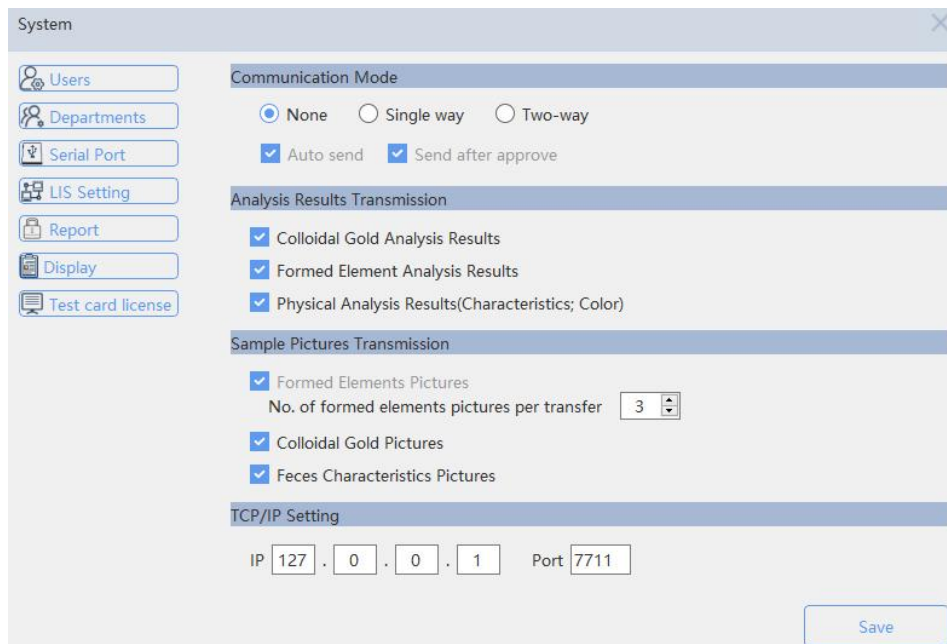 System
Users
Departments
Serial Port
LIS Setting
Report
Display
Test card license
Communication Mode
None Single way Two-way
Auto send Send after approve
Analysis Results Transmission
Colloidal Gold Analysis Results
Formed Element Analysis Results
Physical Analysis Results(Characteristics; Color)
Sample Pictures Transmission
Formed Elements Pictures
No. of formed elements pictures per transfer 3
Colloidal Gold Pictures
Feces Characteristics Pictures
TCP/IP Setting
IP 127 . 0 . 0 . 1 Port 7711
Save